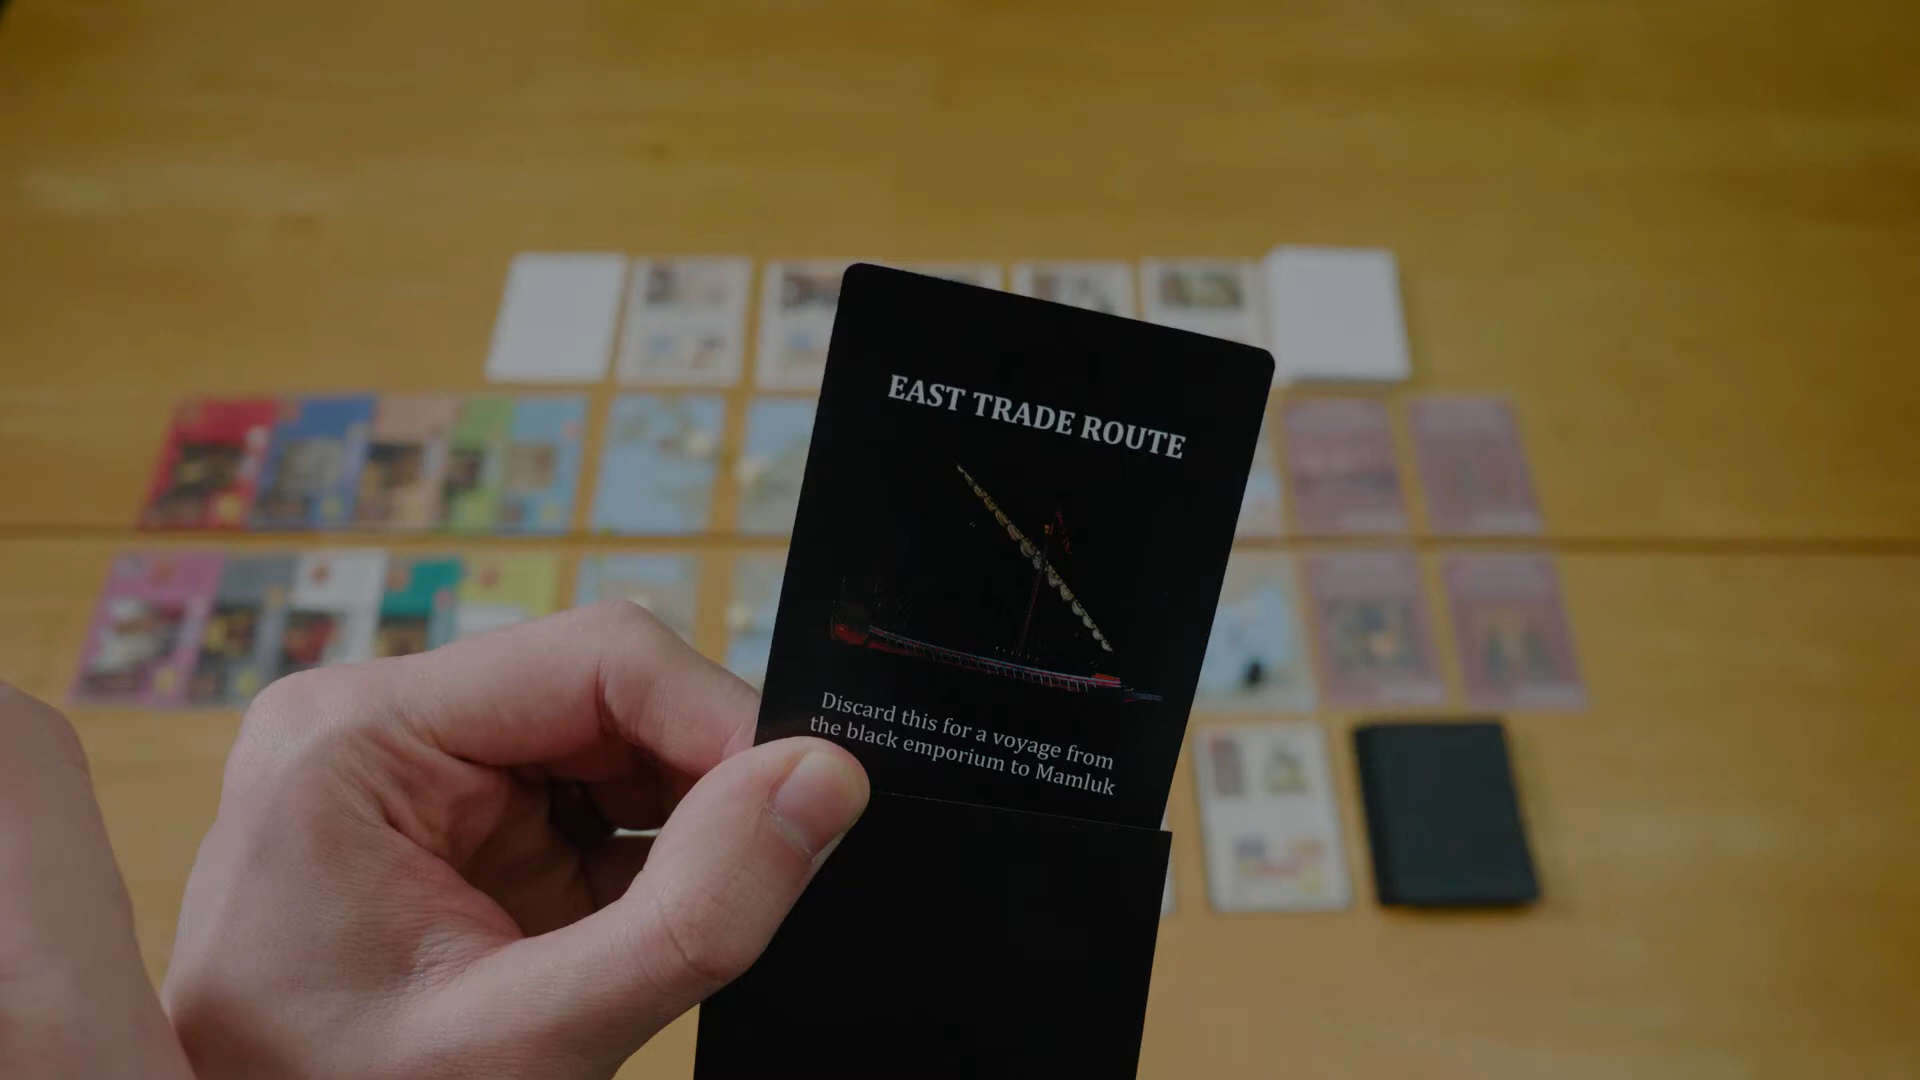 EAST TRADE ROUTE
Discard this for a voyage from
the black emporium to Mamluk